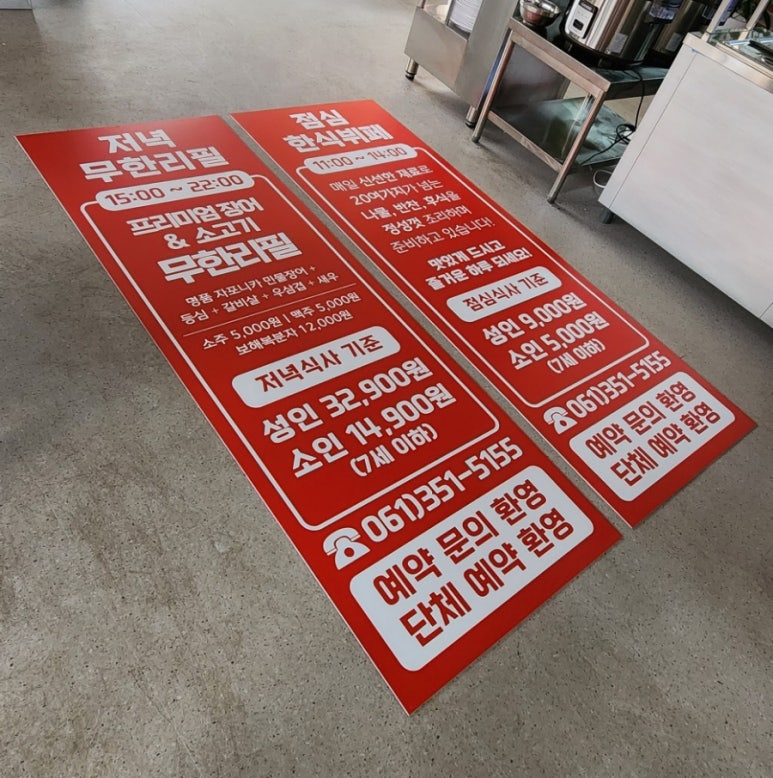 저녁
무한리필
15:00 ~ 22:00
프리미엄 장어
& 소고기
무한리필
명품 자포니카 민물장어 +
등심 + 갈비살 + 우삼겹 + 새우
소주 5,000원 | 맥주 5,000원
보해복분자 12,000원
저녁식사 기준
성인 32,900원
소인 14,900원
(7세 이하)
☎061)351-5155
예약 문의 환영
단체 예약 환영
점심
한식뷔페
11:00 ~ 14:00
매일 신선한 재료로
20여가지가 넘는
나물, 반찬, 후식을
정성껏 조리하며
준비하고 있습니다!
맛있게 드시고
즐거운 하루 되세요!
점심식사 기준
성인 9,000원
소인 5,000원
(7세 이하)
☎061)351-5155
예약 문의 환영
단체 예약 환영